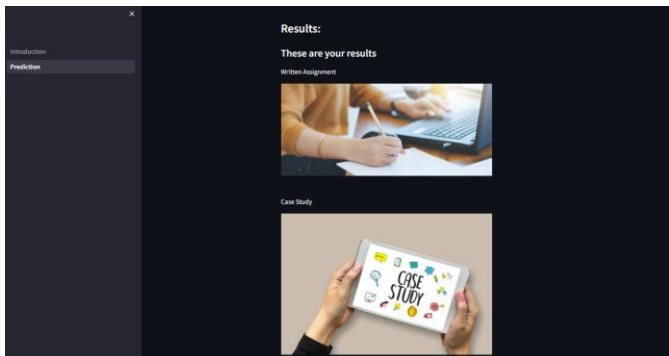 ×
Introduction
Prediction
Results:
These are your results
Written Assignment
Case Study
CASE
STUDY